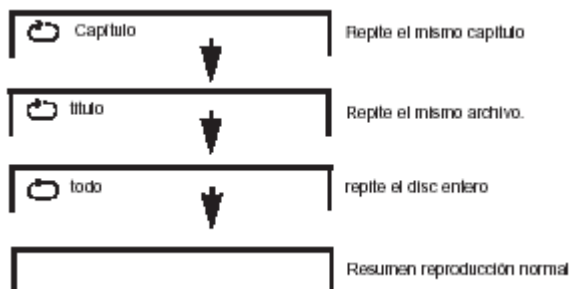 Capítulo
Repite el mismo capítulo
título
Repite el mismo archivo.
todo
repite el disc entero
Resumen reproducción normal